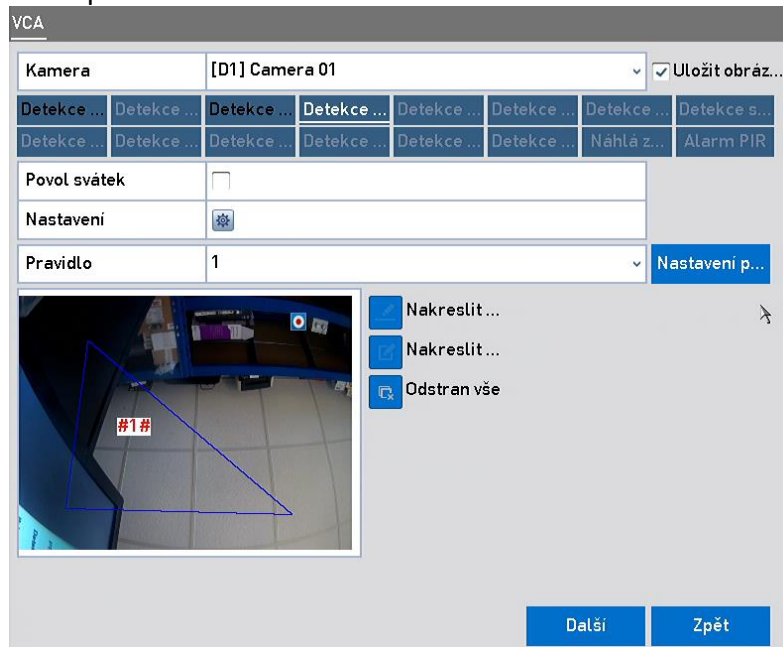 VCA
Kamera [D1] Camera 01 Uložit obráz...
Detekce ... Detekce ... Detekce ... Detekce ... Detekce ... Detekce ... Detekce ... Detekce s...
Detekce ... Detekce ... Detekce ... Detekce ... Detekce ... Detekce ... Náhlá z... Alarm PIR
Povol svátek
Nastavení
Pravidlo 1 Nastavení p...
Nakreslit ...
Nakreslit ...
Odstran vše
#1#
Další Zpět